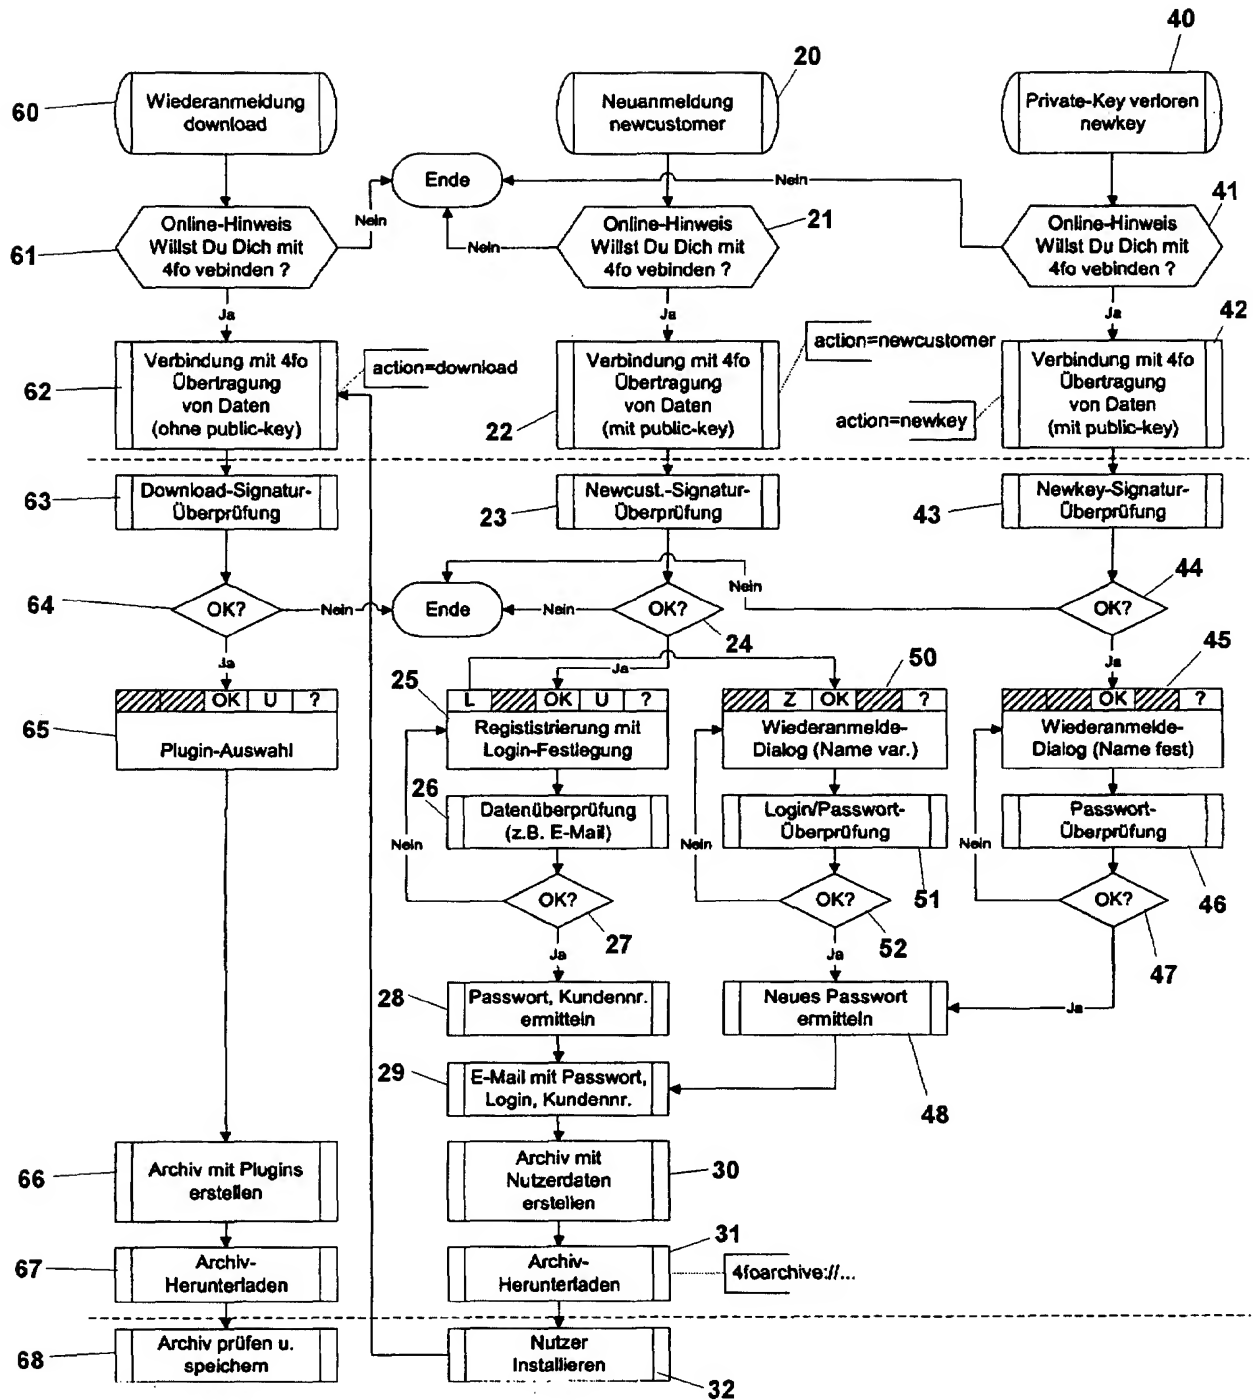 40
20
60
Wiederanmeldung
download
Neuanmeldung
newcustomer
Private-Key verloren
newkey
Ende
Nein
Nein
Nein
61
Online-Hinweis
Willst Du Dich mit
4fo vebinden ?
21
Online-Hinweis
Willst Du Dich mit
4fo vebinden ?
41
Online-Hinweis
Willst Du Dich mit
4fo vebinden ?
Ja
Ja
Ja
62
Verbindung mit 4fo
Übertragung
von Daten
(ohne public-key)
action=download
22
Verbindung mit 4fo
Übertragung
von Daten
(mit public-key)
action=newcustomer
action=newkey
42
Verbindung mit 4fo
Übertragung
von Daten
(mit public-key)
63
Download-Signatur-
Überprüfung
23
Newcust.-Signatur-
Überprüfung
43
Newkey-Signatur-
Überprüfung
64
OK?
Nein
Ende
Nein
OK?
24
Nein
44
OK?
Ja
Ja
Ja
65
OK U ?
Plugin-Auswahl
25
L OK U ?
Regististrierung mit
Login-Festlegung
50
Z OK ?
Wiederanmelde-
Dialog (Name var.)
45
OK ?
Wiederanmelde-
Dialog (Name fest)
26
Datenüberprüfung
(z.B. E-Mail)
Login/Passwort-
Überprüfung
51
Passwort-
Überprüfung
46
Nein
Nein
Nein
OK?
27
OK?
52
OK?
47
Ja
Ja
Ja
28
Passwort, Kundennr.
ermitteln
Neues Passwort
ermitteln
48
29
E-Mail mit Passwort,
Login, Kundennr.
66
Archiv mit Plugins
erstellen
Archiv mit
Nutzerdaten
erstellen
30
67
Archiv-
Herunterladen
Archiv-
Herunterladen
31
4foarchive://...
68
Archiv prüfen u.
speichern
Nutzer
Installieren
32